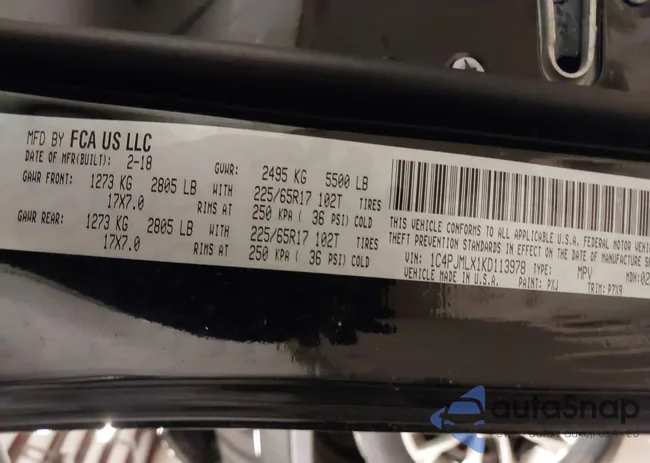 MFD BY FCA US LLC
DATE OF MFR(BUILT): 2-18
GVWR: 2495 KG 5500 LB
GAWR FRONT: 1273 KG 2805 LB WITH 225/65R17 102T TIRES
17X7.0 RIMS AT 250 KPA ( 36 PSI) COLD
GAWR REAR: 1273 KG 2805 LB WITH 225/65R17 102T TIRES
17X7.0 RIMS AT 250 KPA ( 36 PSI) COLD
THIS VEHICLE CONFORMS TO ALL APPLICABLE U.S.A. FEDERAL MOTOR VEHIC
THEFT PREVENTION STANDARDS IN EFFECT ON THE DATE OF MANUFACTURE SH
VIN: 1C4PJMLX1KD113978 TYPE: MPV MDH: 02
MADE IN U.S.A. PAINT: PXJ TRIM: P7X9
autoSnap